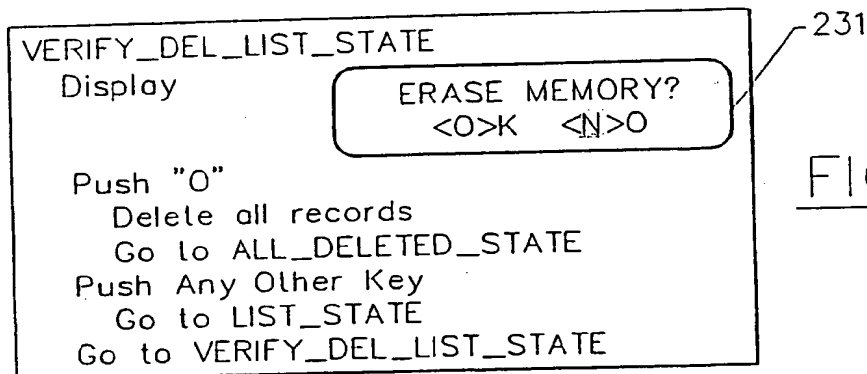 VERIFY_DEL_LIST_STATE
231
Display
ERASE MEMORY?
<O>K <N>O
Push "O"
Delete all records
Go to ALL_DELETED_STATE
Push Any Other Key
Go to LIST_STATE
Go to VERIFY_DEL_LIST_STATE